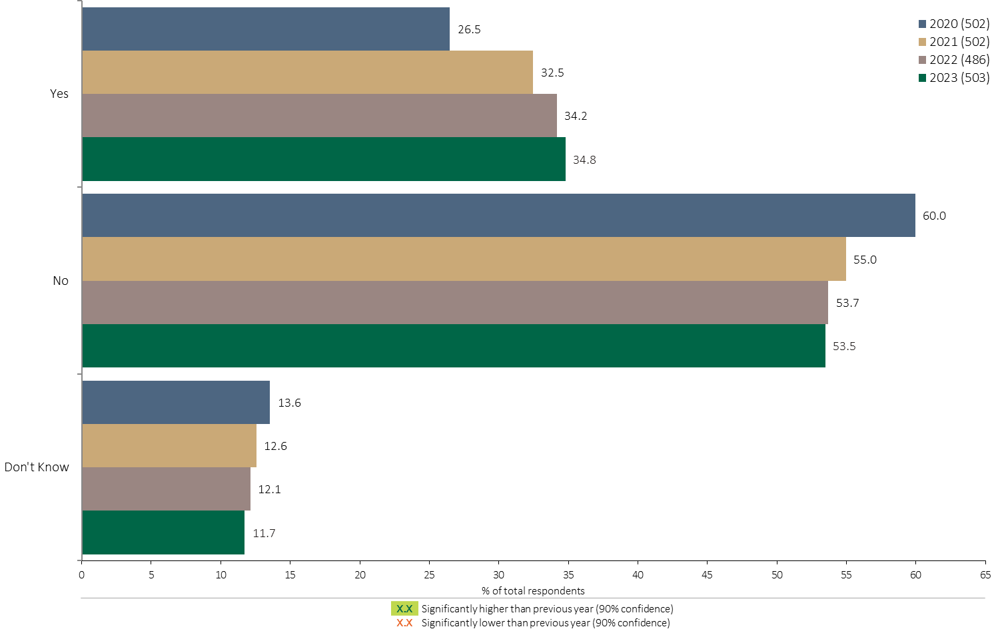 26.5
2020 (502)
2021 (502)
2022 (486)
2023 (503)
32.5
Yes
34.2
34.8
60.0
55.0
No
53.7
53.5
13.6
12.6
Don't Know
12.1
11.7
0 5 10 15 20 25 30 35 40 45 50 55 60 65
% of total respondents
X.X Significantly higher than previous year (90% confidence)
X.X Significantly lower than previous year (90% confidence)